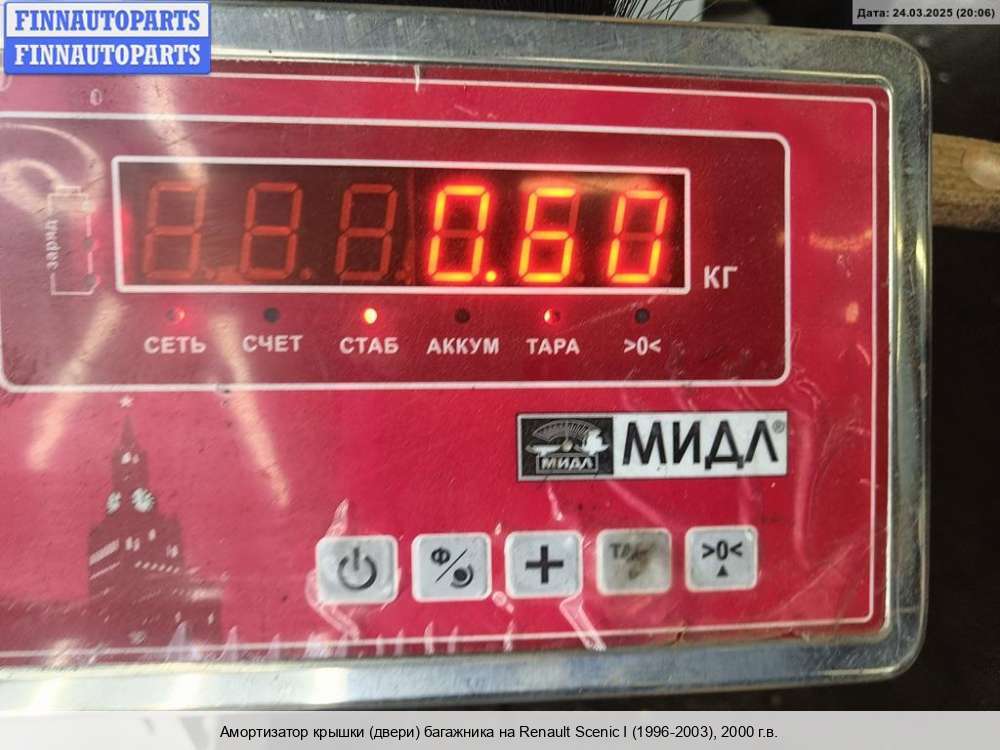 FINNAUTOPARTS
FINNAUTOPARTS
Дата: 24.03.2025 (20:06)
заряд
0.60
КГ
СЕТЬ СЧЕТ СТАБ АККУМ ТАРА >0<
МИДЛ МИДЛ®
Ф
+
>0<
Амортизатор крышки (двери) багажника на Renault Scenic I (1996-2003), 2000 г.в.